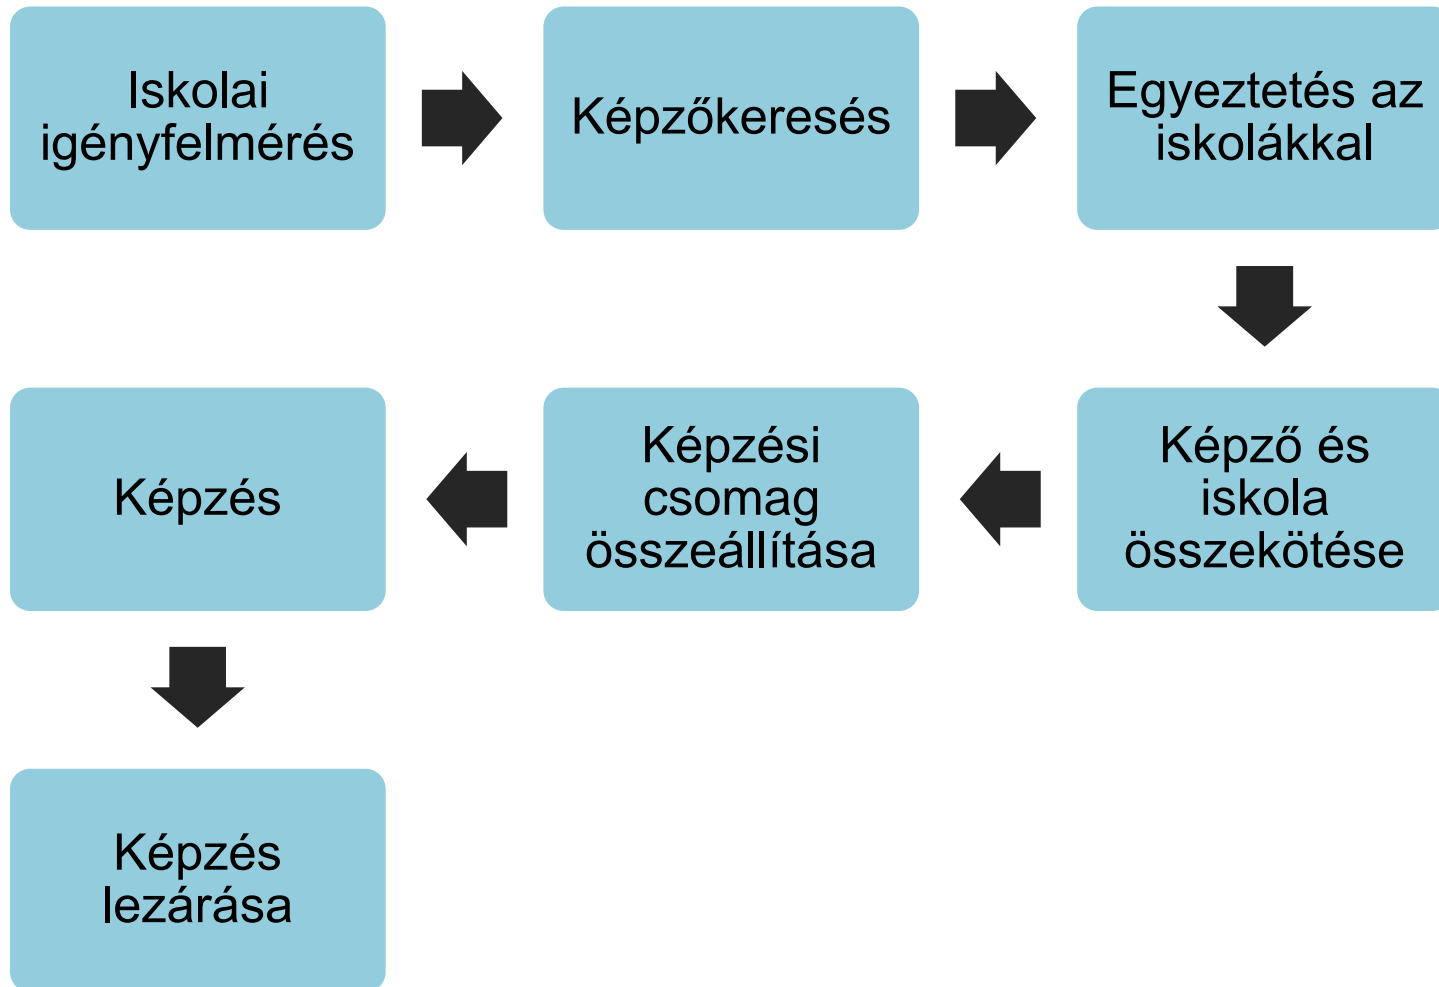 Iskolai
igényfelmérés
Képzőkeresés
Egyeztetés az
iskolákkal
Képző és
iskola
összekötése
Képzési
csomag
összeállítása
Képzés
Képzés
lezárása